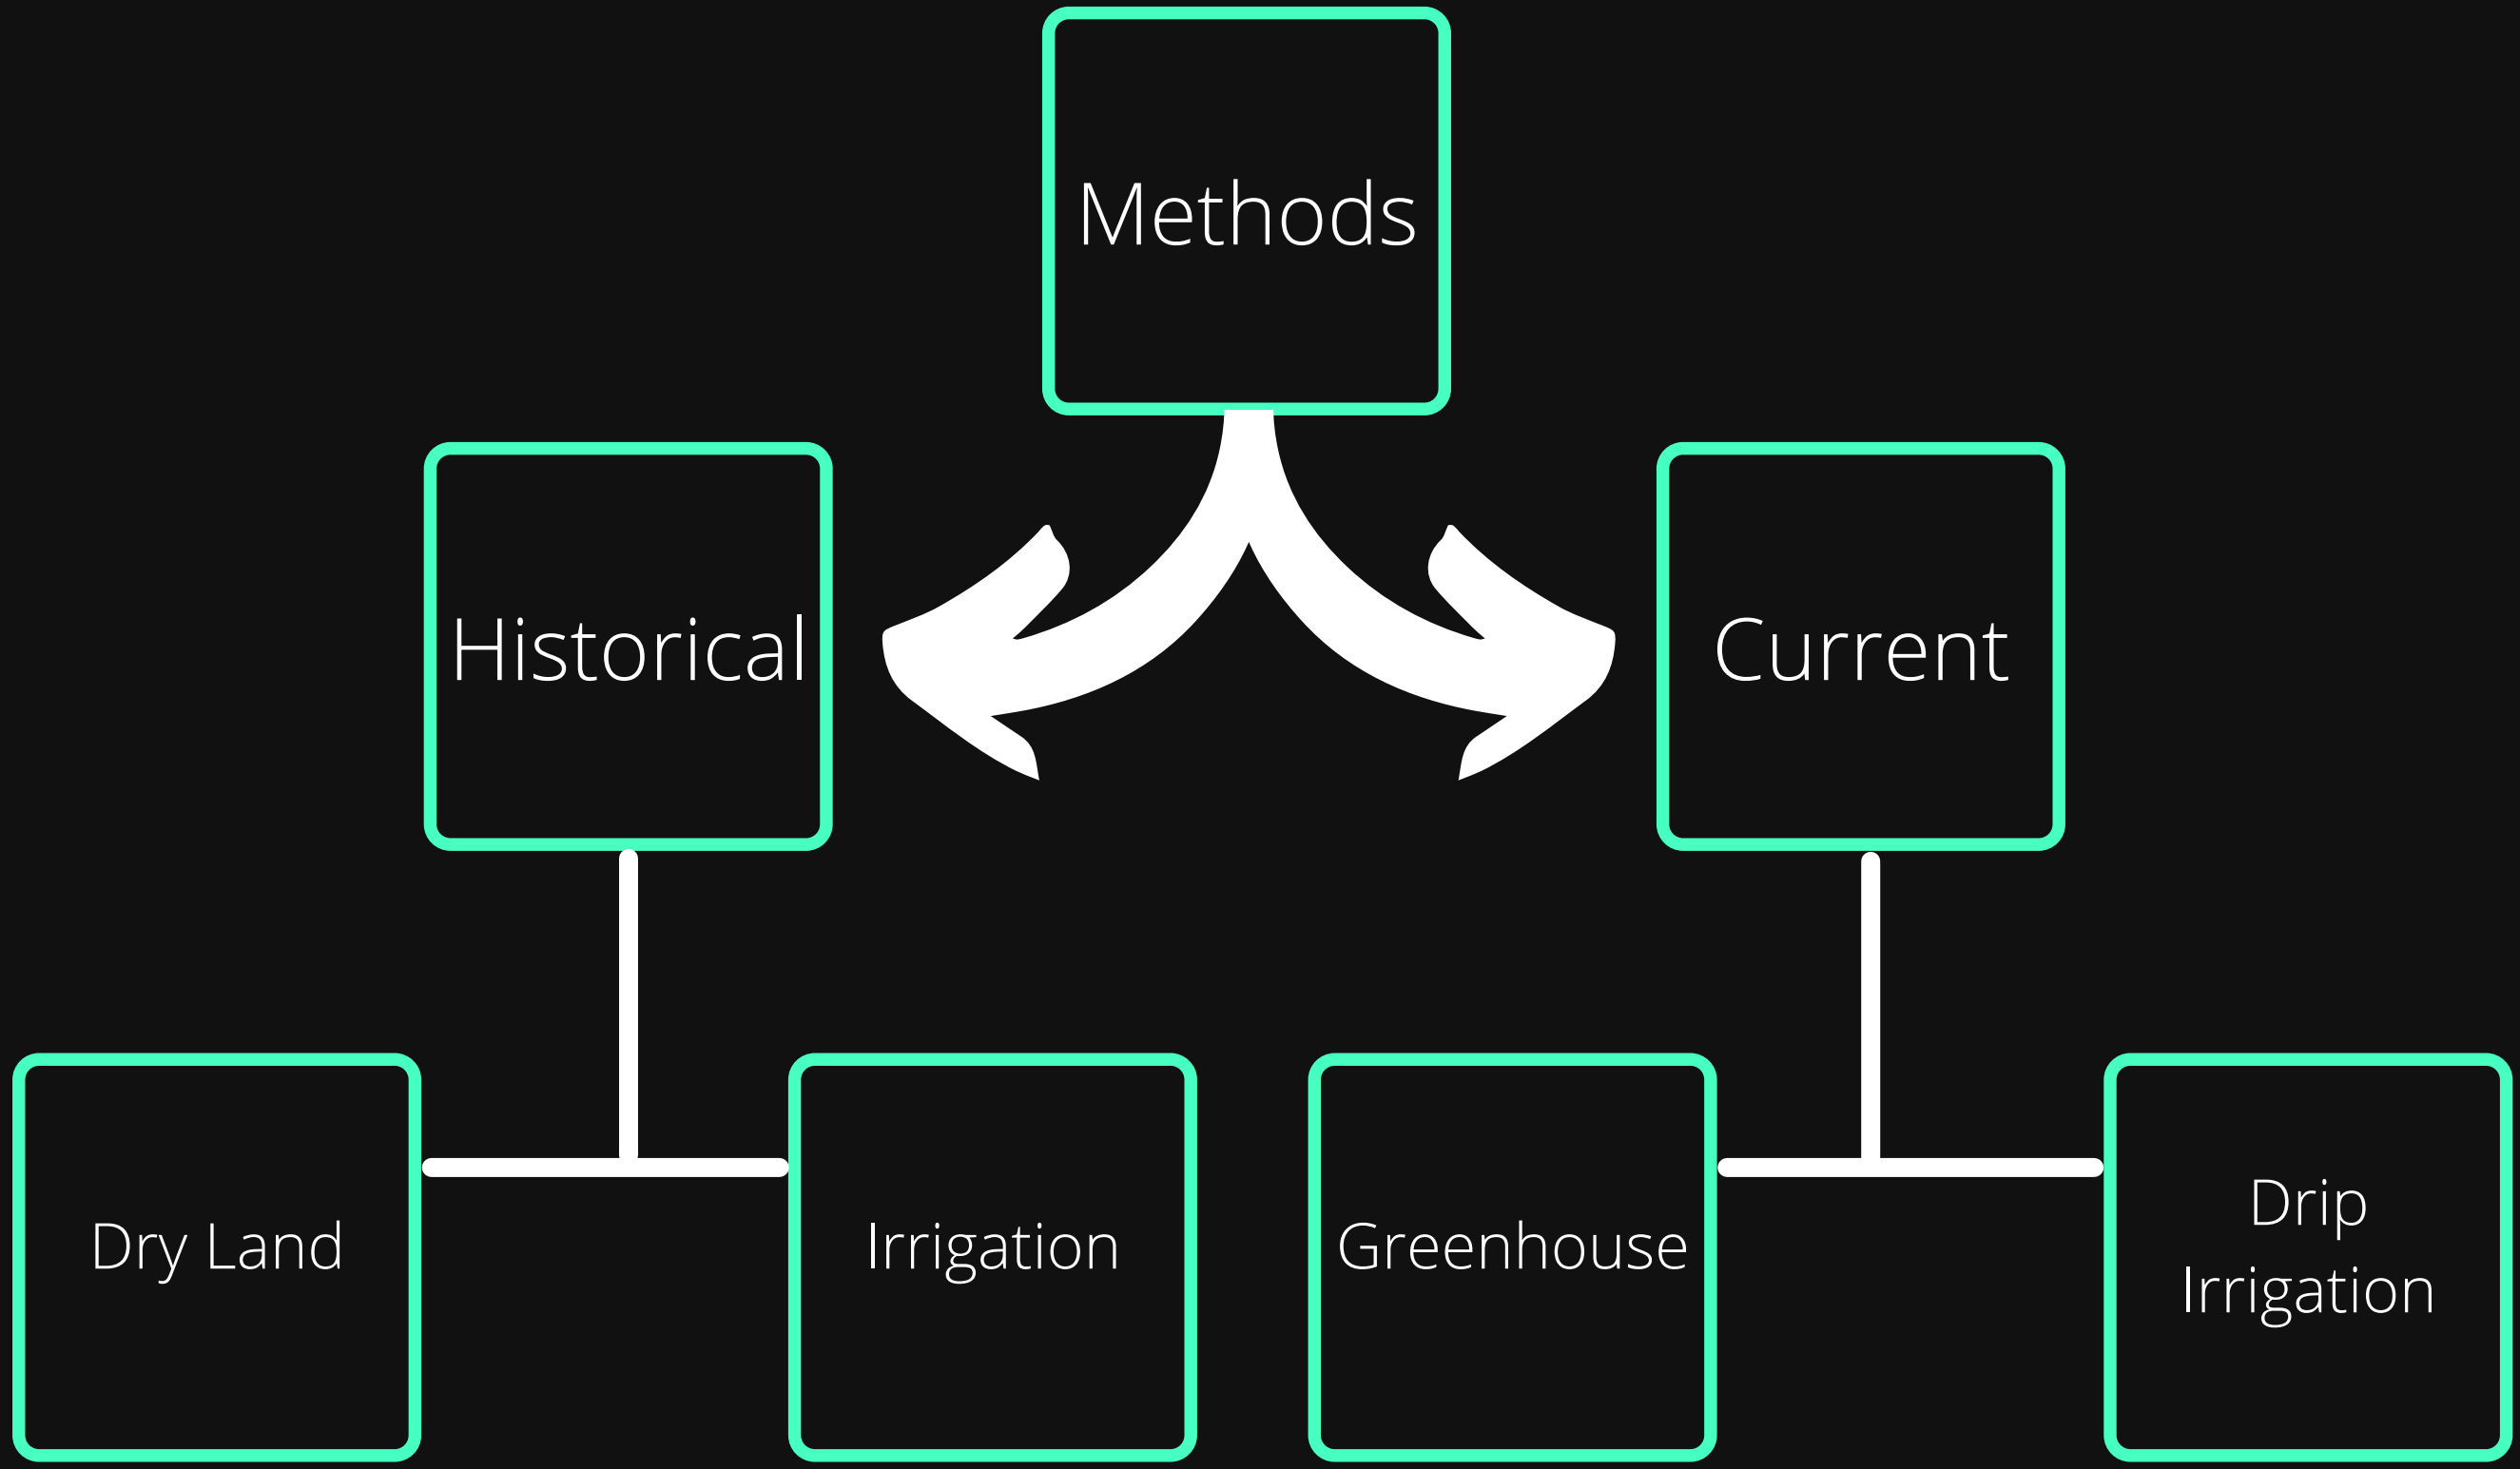 Methods
Historical
Current
Dry Land
Irrigation
Greenhouse
Drip
Irrigation